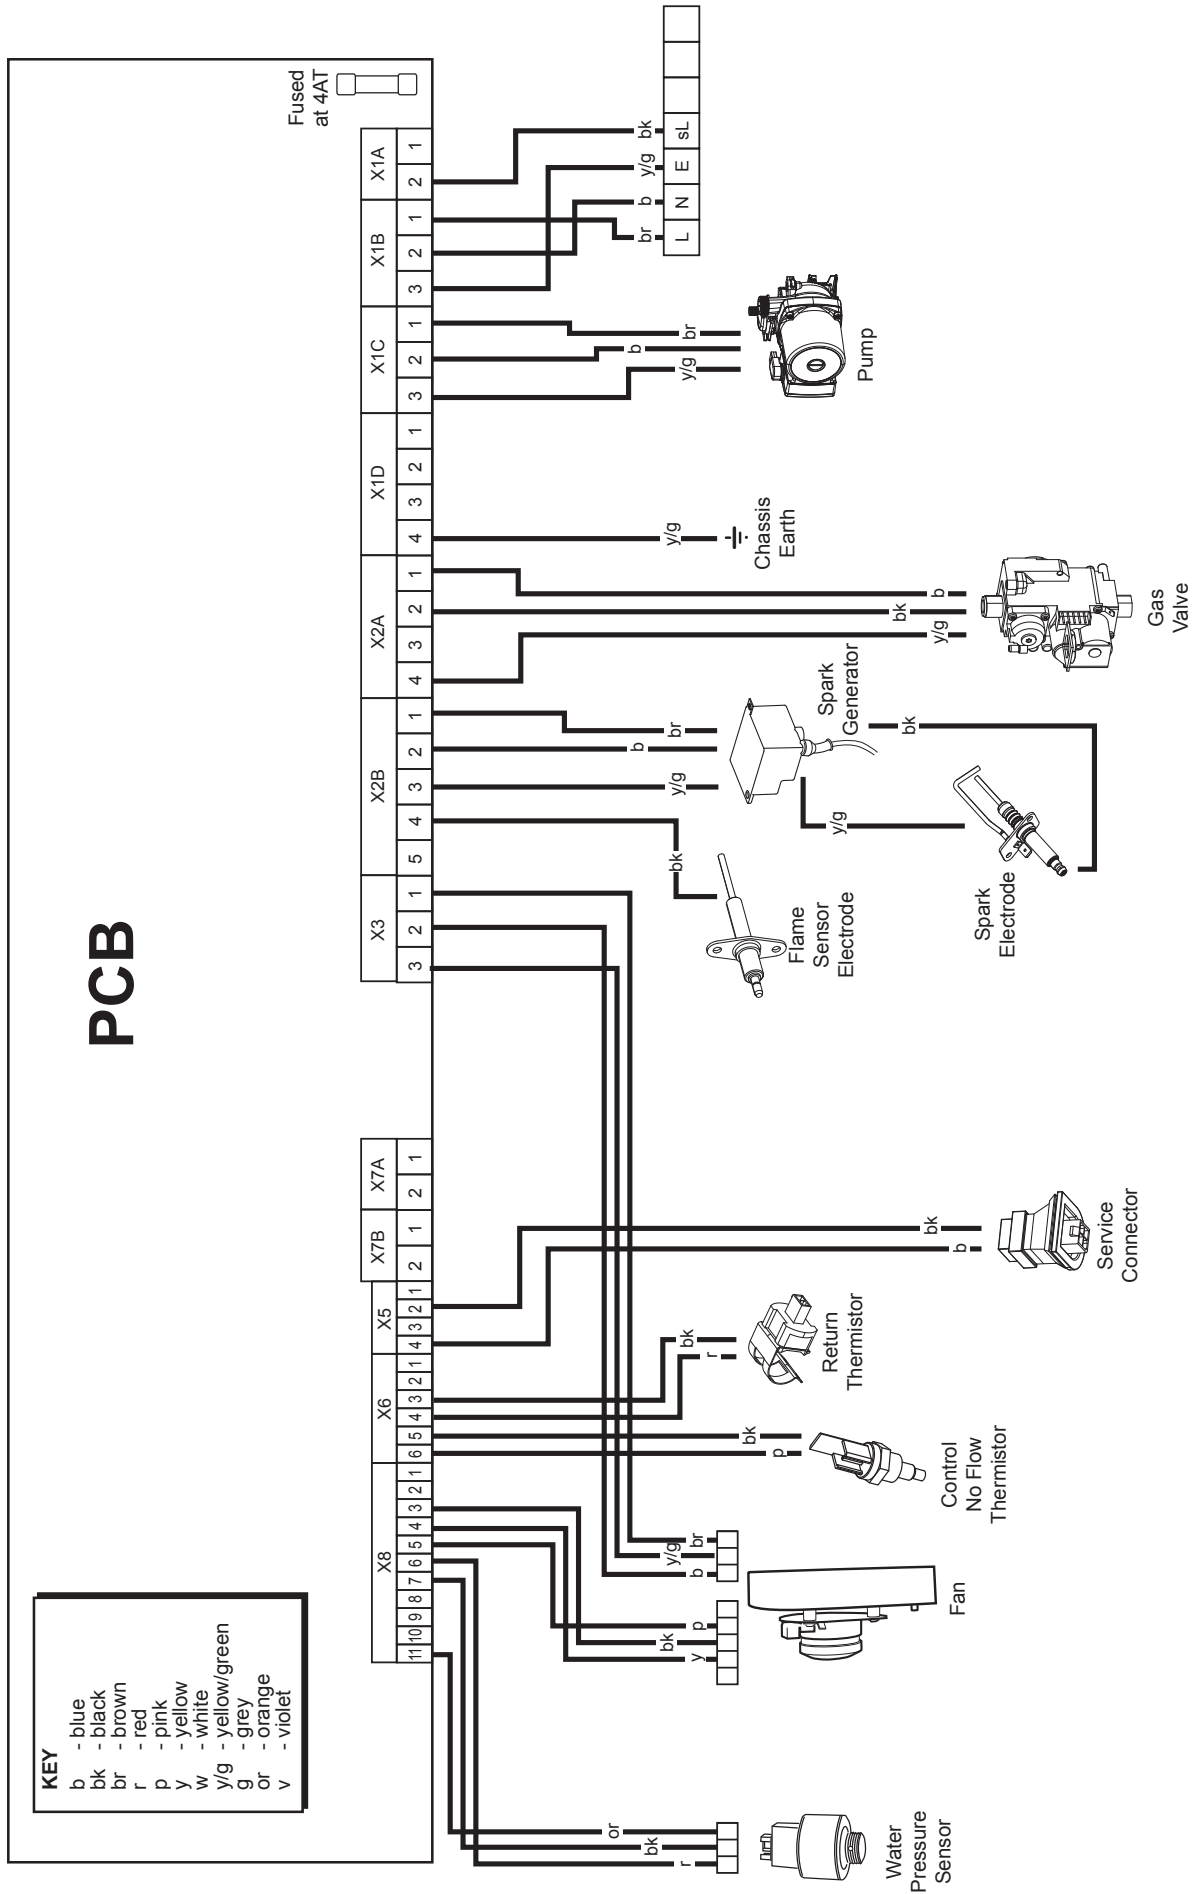 PCB
Fused
at 4AT
KEY
b - blue
bk - black
br - brown
r - red
p - pink
y - yellow
w - white
y/g - yellow/green
g - grey
or - orange
v - violet
X8
X6
X5
X7B
X7A
X3
X2B
X2A
X1D
X1C
X1B
X1A
11 10 9 8 7 6 5 4 3 2 1
6 5 4 3 2 1
4 3 2 1
2 1
2 1
3 2 1
5 4 3 2 1
4 3 2 1
4 3 2 1
3 2 1
3 2 1
2 1
r
bk
or
Water
Pressure
Sensor
y
bk
p
b
y/g
br
Fan
p
bk
Control
No Flow
Thermistor
r
bk
Return
Thermistor
b
bk
Service
Connector
bk
Flame
Sensor
Electrode
y/g
b
br
Spark
Generator
y/g
bk
Spark
Electrode
y/g
bk
b
Gas
Valve
y/g
Chassis
Earth
y/g
b
br
Pump
br
b
y/g
bk
L N E sL